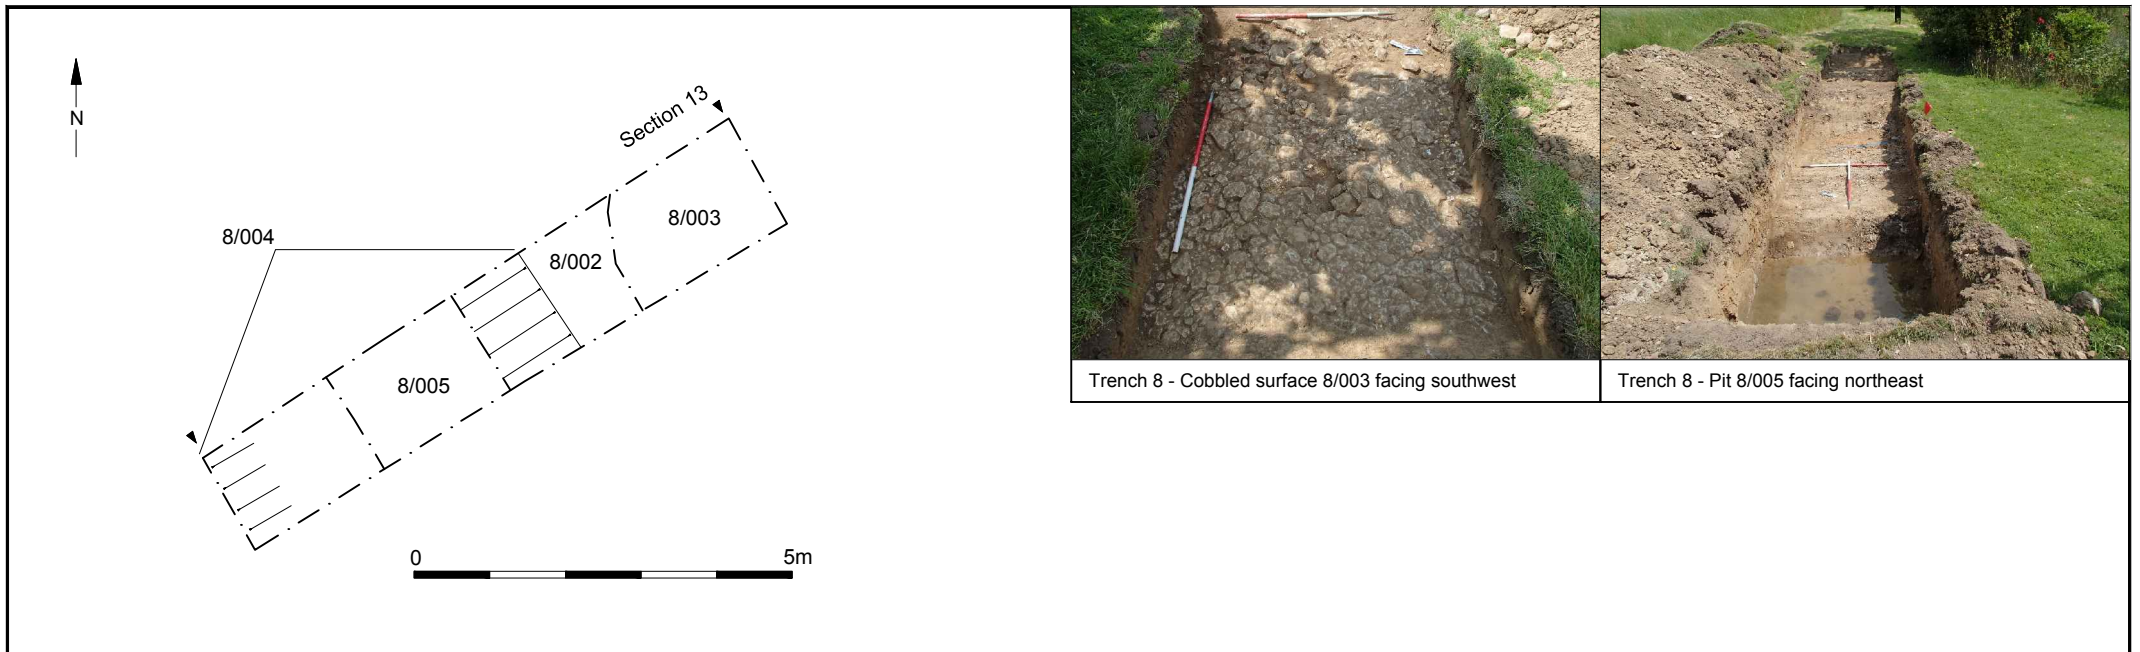 N
Section 13
8/003
8/004
8/002
8/005
0 5m
Trench 8 - Cobbled surface 8/003 facing southwest
Trench 8 - Pit 8/005 facing northeast